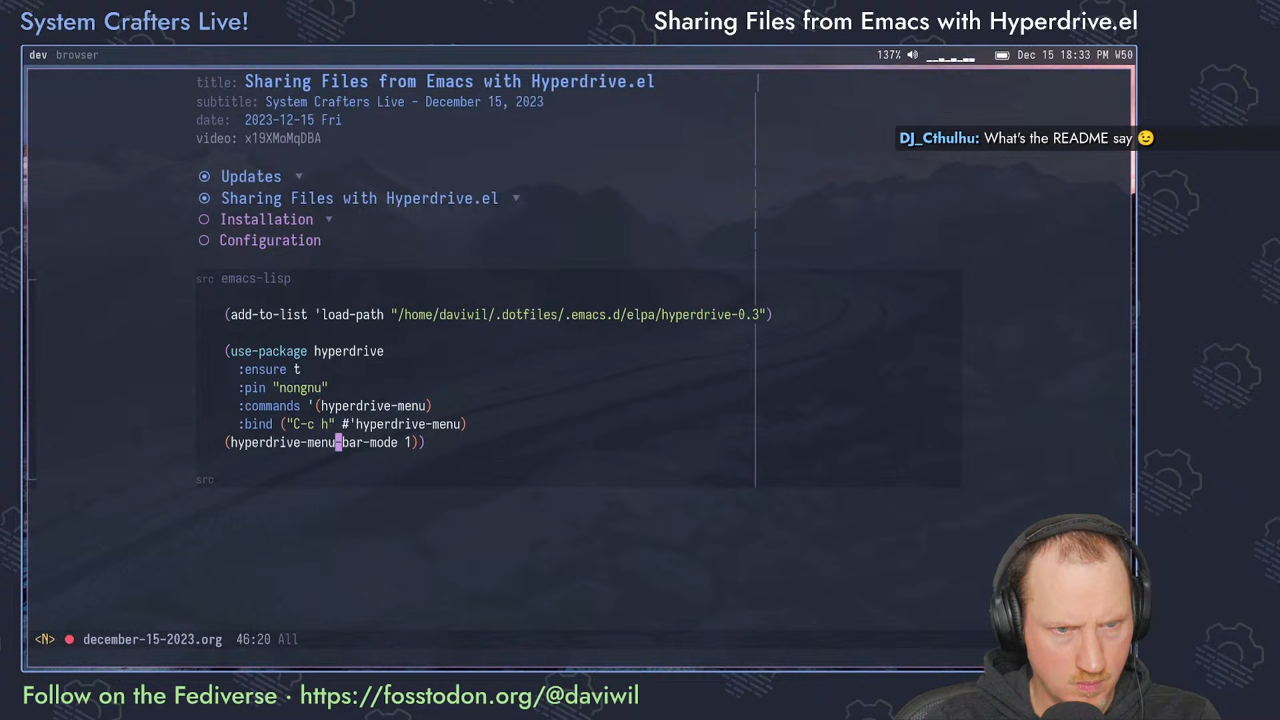 System Crafters Live!
Sharing Files from Emacs with Hyperdrive.el
dev browser
137% Dec 15 18:33 PM W50
title: Sharing Files from Emacs with Hyperdrive.el
subtitle: System Crafters Live - December 15, 2023
date: 2023-12-15 Fri
video: x19XMoMqDBA
DJ_Cthulhu: What's the README say 😉
Updates ▾
Sharing Files with Hyperdrive.el ▾
Installation ▾
Configuration
src emacs-lisp
(add-to-list 'load-path "/home/daviwil/.dotfiles/.emacs.d/elpa/hyperdrive-0.3")
(use-package hyperdrive
:ensure t
:pin "nongnu"
:commands '(hyperdrive-menu)
:bind ("C-c h" #'hyperdrive-menu)
(hyperdrive-menu-bar-mode 1))
src
<N> december-15-2023.org 46:20 All
Follow on the Fediverse · https://fosstodon.org/@daviwil